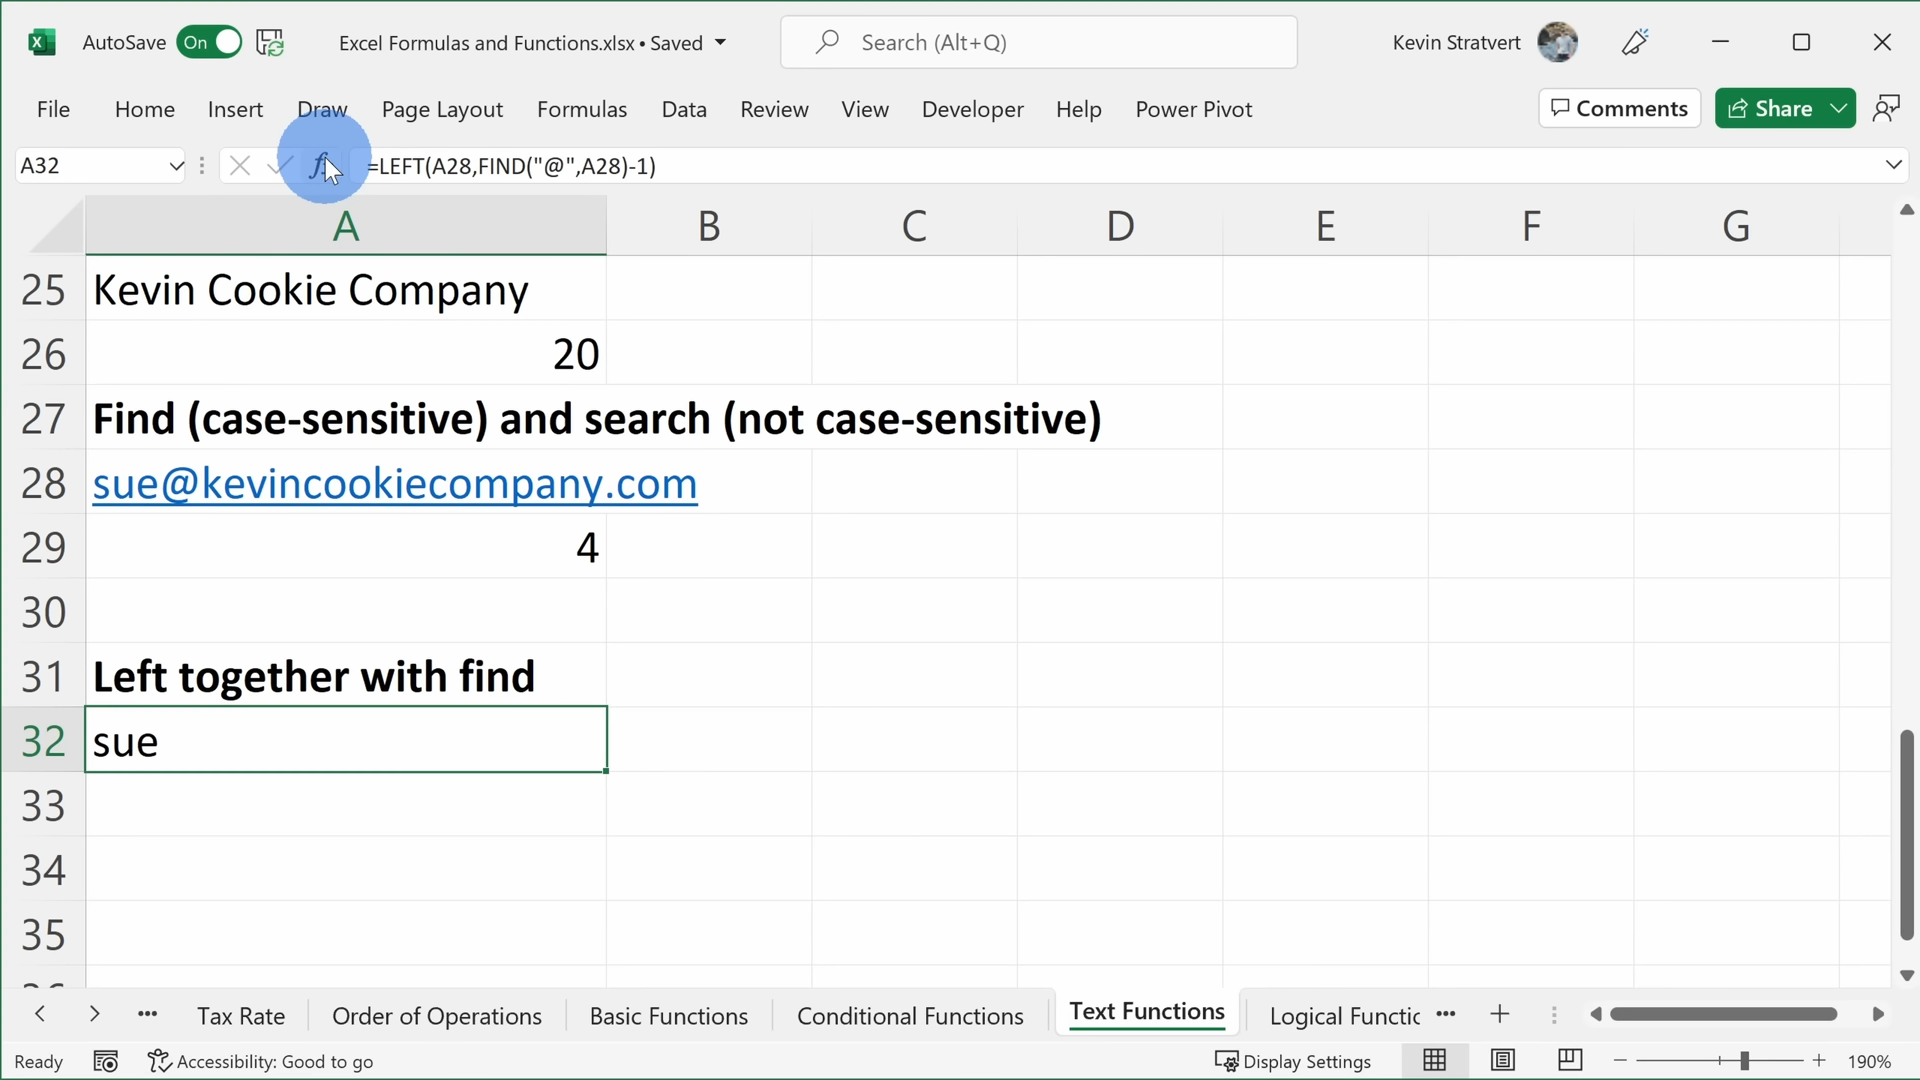 AutoSave On Excel Formulas and Functions.xlsx • Saved Search (Alt+Q) Kevin Stratvert
File Home Insert Draw Page Layout Formulas Data Review View Developer Help Power Pivot Comments Share
A32 =LEFT(A28,FIND("@",A28)-1)
A B C D E F G
25 Kevin Cookie Company
26 20
27 Find (case-sensitive) and search (not case-sensitive)
28 sue@kevincookiecompany.com
29 4
30
31 Left together with find
32 sue
33
34
35
Tax Rate Order of Operations Basic Functions Conditional Functions Text Functions Logical Functic
Ready Accessibility: Good to go Display Settings 190%